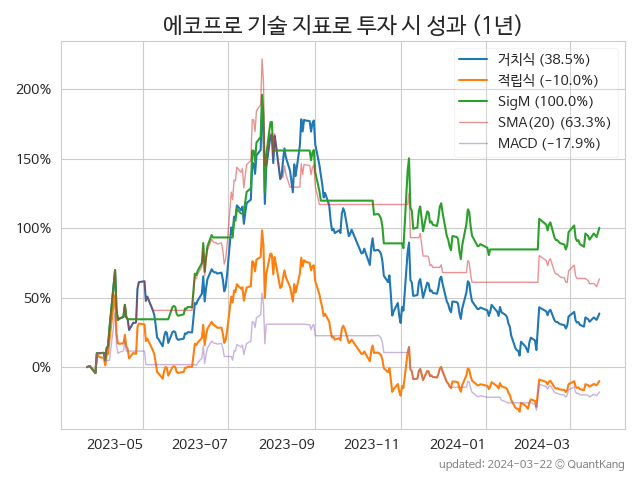 에코프로 기술 지표로 투자 시 성과 (1년)
거치식 (38.5%)
적립식 (-10.0%)
SigM (100.0%)
SMA(20) (63.3%)
MACD (-17.9%)
200%
150%
100%
50%
0%
2023-05 2023-07 2023-09 2023-11 2024-01 2024-03
updated: 2024-03-22 © QuantKang